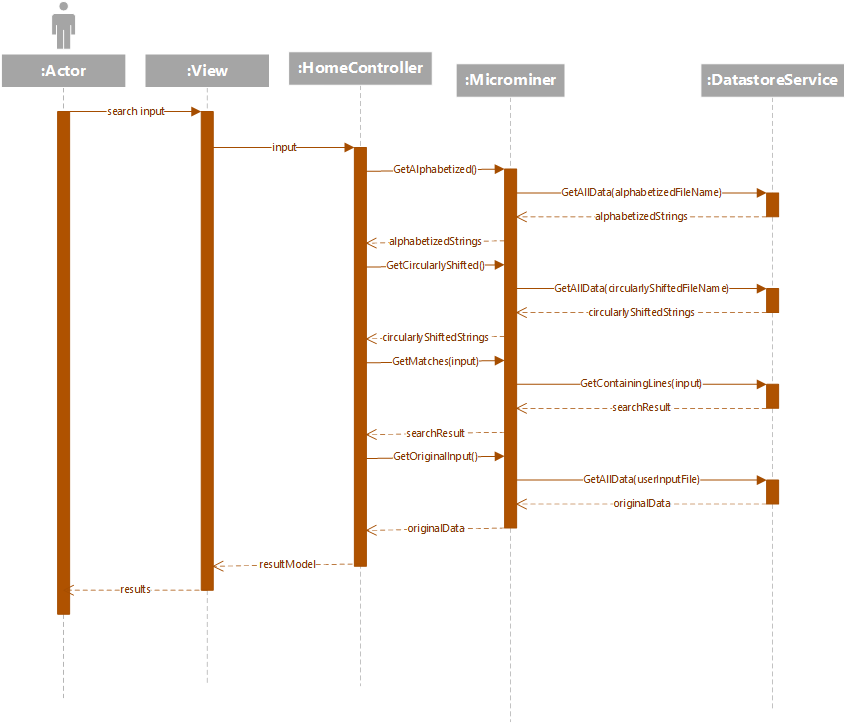 :Actor
:View
:HomeController
:Microminer
:DatastoreService
search input
input
GetAlphabetized()
GetAllData(alphabetizedFileName)
alphabetizedStrings
alphabetizedStrings
GetCircularlyShifted()
GetAllData(circularlyShiftedFileName)
circularlyShiftedStrings
circularlyShiftedStrings
GetMatches(input)
GetContainingLines(input)
searchResult
searchResult
GetOriginalInput()
GetAllData(userInputFile)
originalData
originalData
resultModel
results